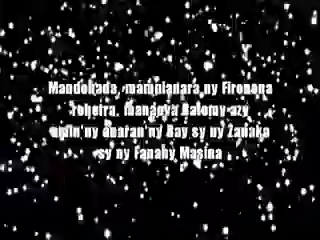 Mandehana, mampianara ny Firenena
rehetra, manaova Batemy azy
amin'ny anaran'ny Ray sy ny Zanaka
sy ny Fanahy Masina